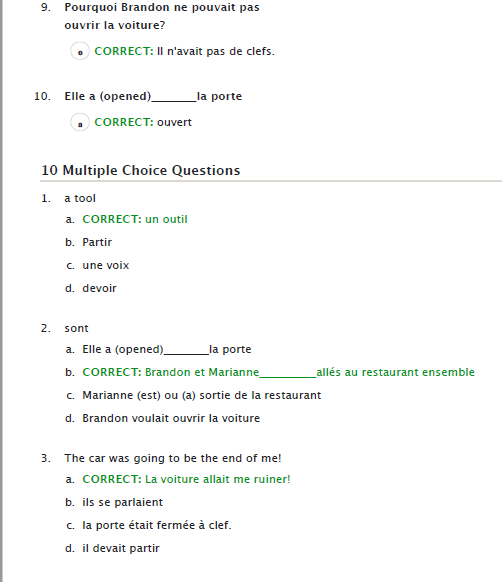 9. Pourquoi Brandon ne pouvait pas
ouvrir la voiture?
o CORRECT: Il n'avait pas de clefs.
10. Elle a (opened)_______la porte
a CORRECT: ouvert
10 Multiple Choice Questions
1. a tool
a. CORRECT: un outil
b. Partir
c. une voix
d. devoir
2. sont
a. Elle a (opened)_______la porte
b. CORRECT: Brandon et Marianne_________allés au restaurant ensemble
c. Marianne (est) ou (a) sortie de la restaurant
d. Brandon voulait ouvrir la voiture
3. The car was going to be the end of me!
a. CORRECT: La voiture allait me ruiner!
b. ils se parlaient
c. la porte était fermée à clef.
d. il devait partir